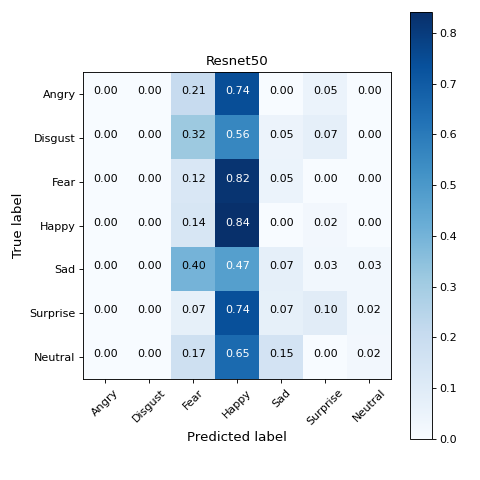 Resnet50
Angry 0.00 0.00 0.21 0.74 0.00 0.05 0.00
Disgust 0.00 0.00 0.32 0.56 0.05 0.07 0.00
Fear 0.00 0.00 0.12 0.82 0.05 0.00 0.00
Happy 0.00 0.00 0.14 0.84 0.00 0.02 0.00
Sad 0.00 0.00 0.40 0.47 0.07 0.03 0.03
Surprise 0.00 0.00 0.07 0.74 0.07 0.10 0.02
Neutral 0.00 0.00 0.17 0.65 0.15 0.00 0.02
Angry Disgust Fear Happy Sad Surprise Neutral
Predicted label
True label
0.8
0.7
0.6
0.5
0.4
0.3
0.2
0.1
0.0